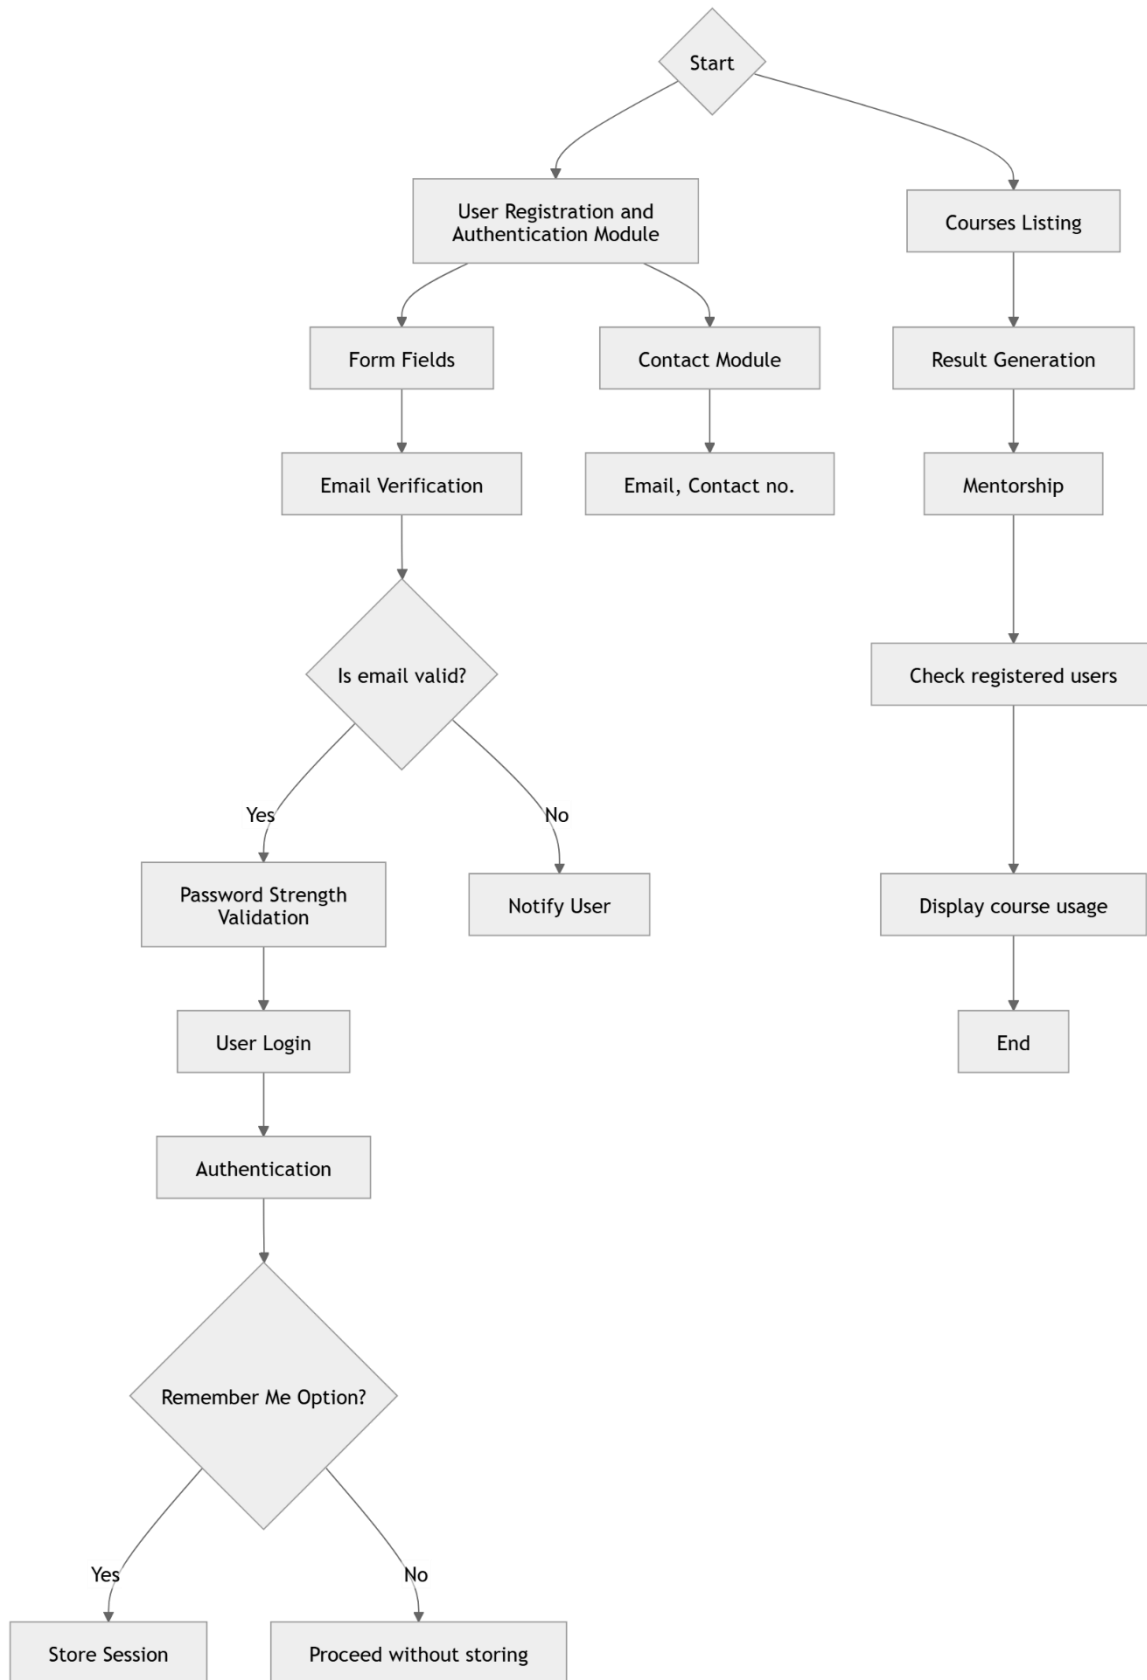 Start
User Registration and
Authentication Module
Courses Listing
Form Fields
Contact Module
Result Generation
Email Verification
Email, Contact no.
Mentorship
Is email valid?
Check registered users
Yes
No
Password Strength
Validation
Notify User
Display course usage
User Login
End
Authentication
Remember Me Option?
Yes
No
Store Session
Proceed without storing